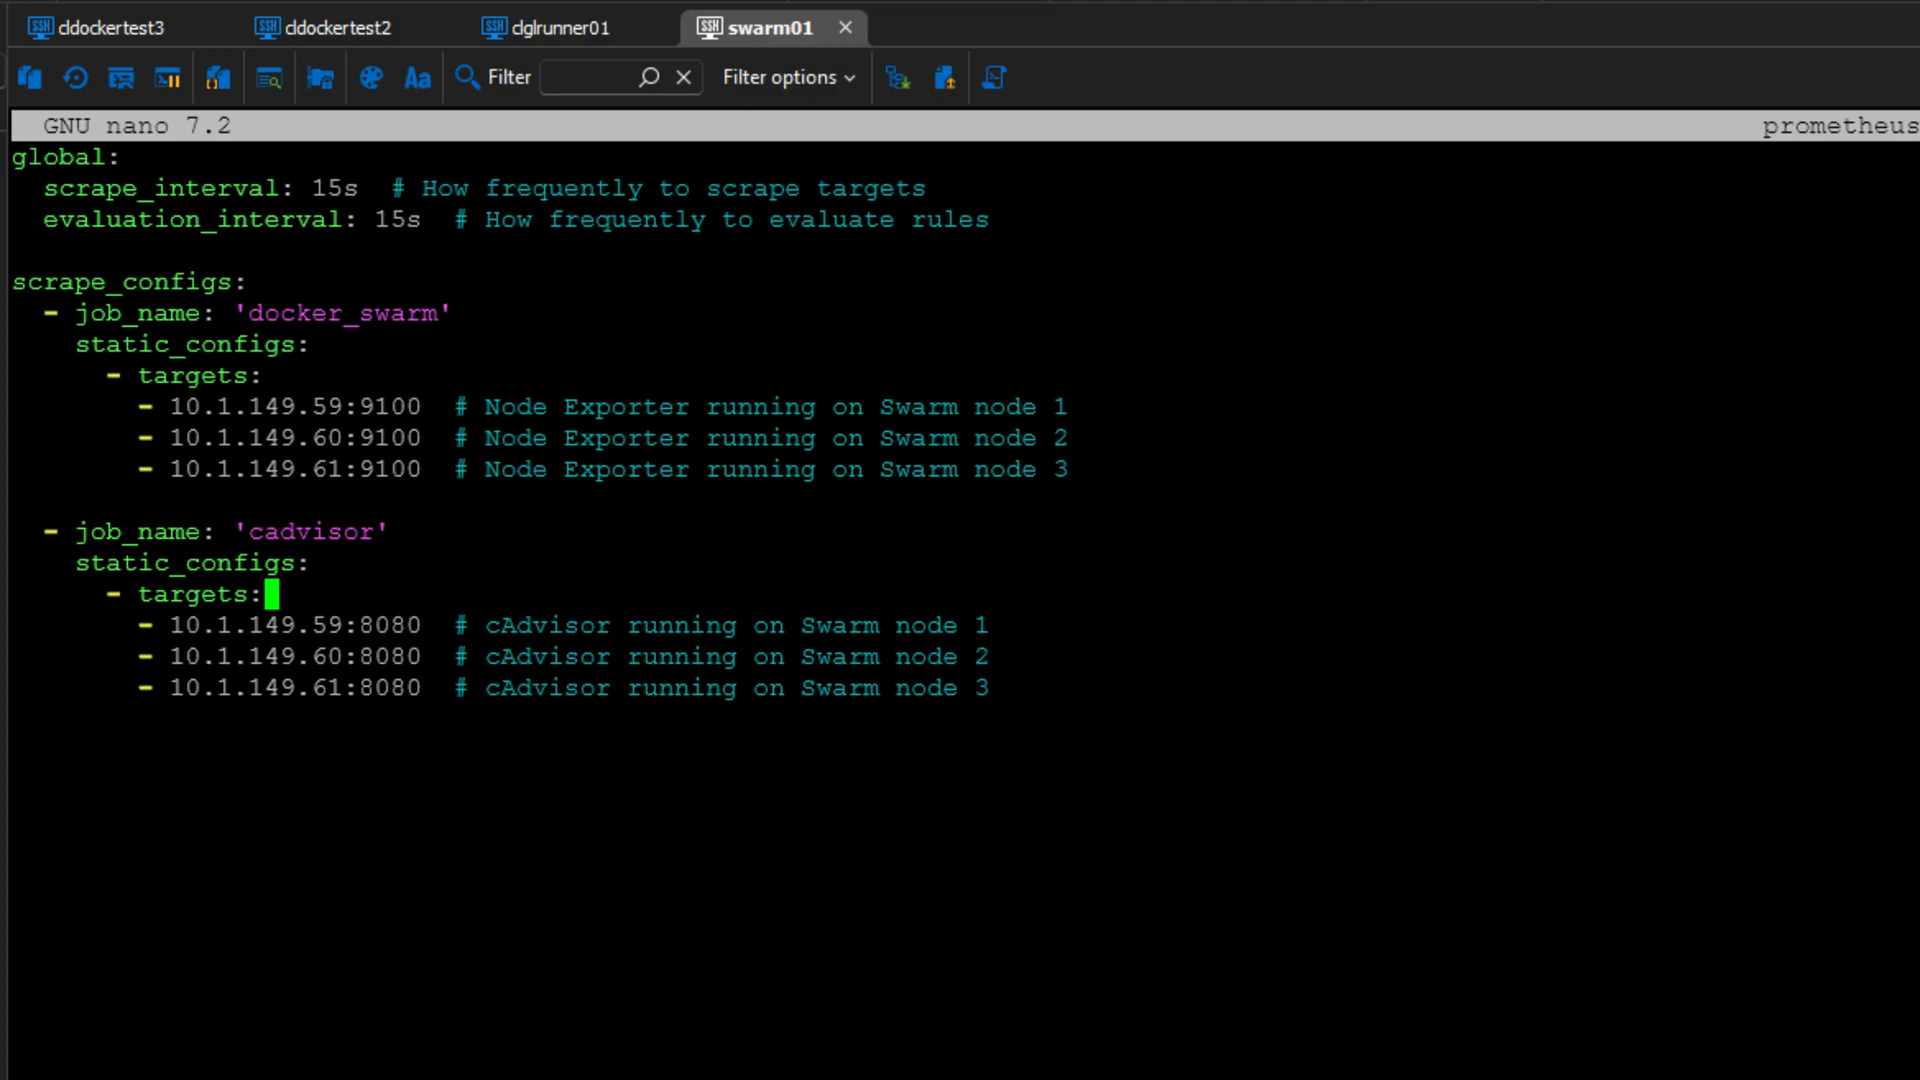 cldockertest3 cldockertest2 clglrunner01 swarm01
Aa Filter Filter options
GNU nano 7.2 prometheus
global:
scrape_interval: 15s # How frequently to scrape targets
evaluation_interval: 15s # How frequently to evaluate rules
scrape_configs:
- job_name: 'docker_swarm'
static_configs:
- targets:
- 10.1.149.59:9100 # Node Exporter running on Swarm node 1
- 10.1.149.60:9100 # Node Exporter running on Swarm node 2
- 10.1.149.61:9100 # Node Exporter running on Swarm node 3
- job_name: 'cadvisor'
static_configs:
- targets:
- 10.1.149.59:8080 # cAdvisor running on Swarm node 1
- 10.1.149.60:8080 # cAdvisor running on Swarm node 2
- 10.1.149.61:8080 # cAdvisor running on Swarm node 3